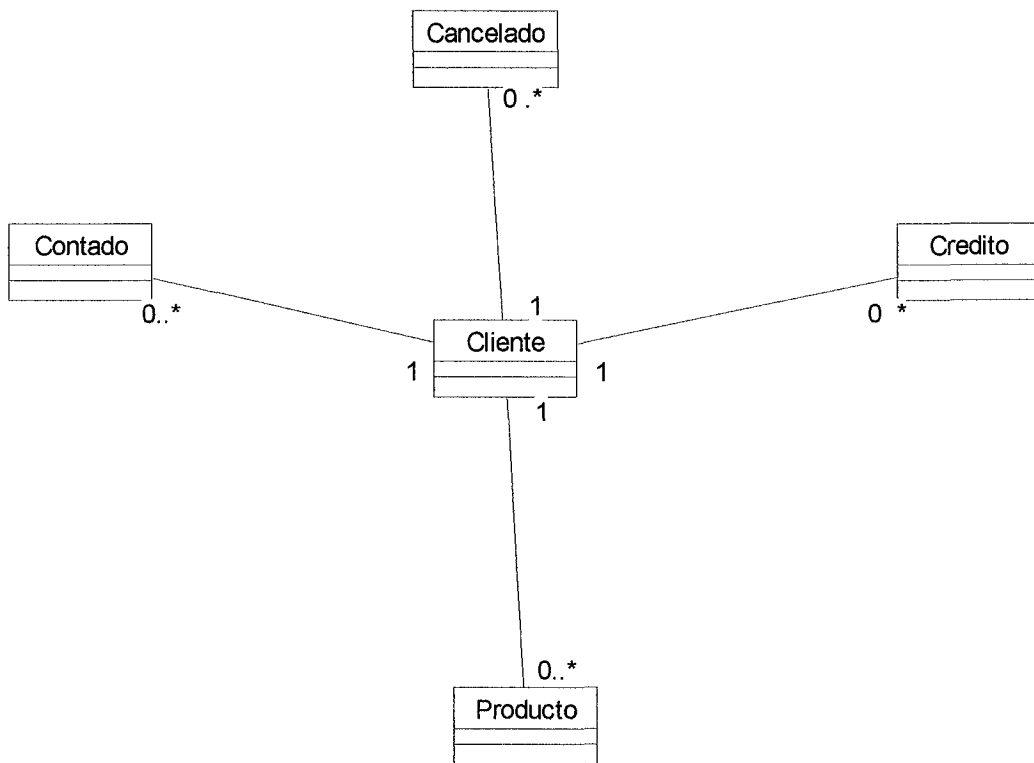 Cancelado
0 .*
Contado
Credito
0..*
0 *
1
Cliente
1
1
1
0..*
Producto